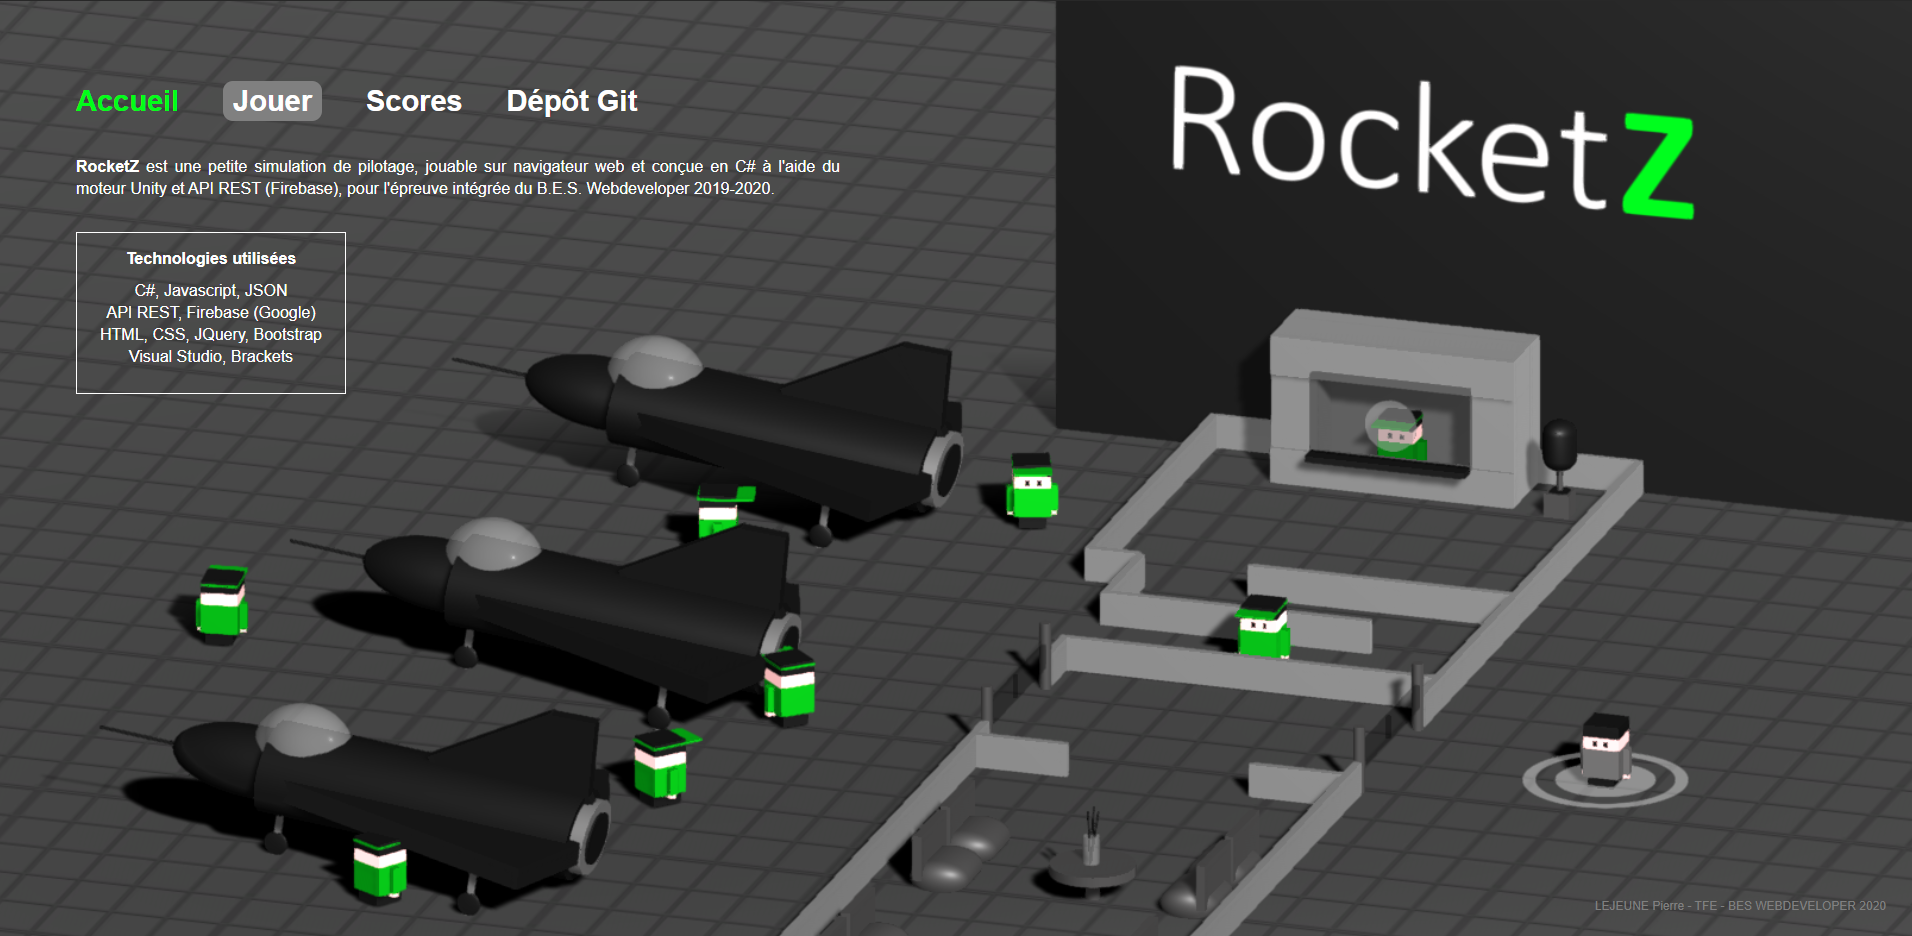 Accueil Jouer Scores Dépôt Git
RocketZ
RocketZ est une petite simulation de pilotage, jouable sur navigateur web et conçue en C# à l'aide du
moteur Unity et API REST (Firebase), pour l'épreuve intégrée du B.E.S. Webdeveloper 2019-2020.
Technologies utilisées
C#, Javascript, JSON
API REST, Firebase (Google)
HTML, CSS, JQuery, Bootstrap
Visual Studio, Brackets
LEJEUNE Pierre - TFE - BES WEBDEVELOPER 2020